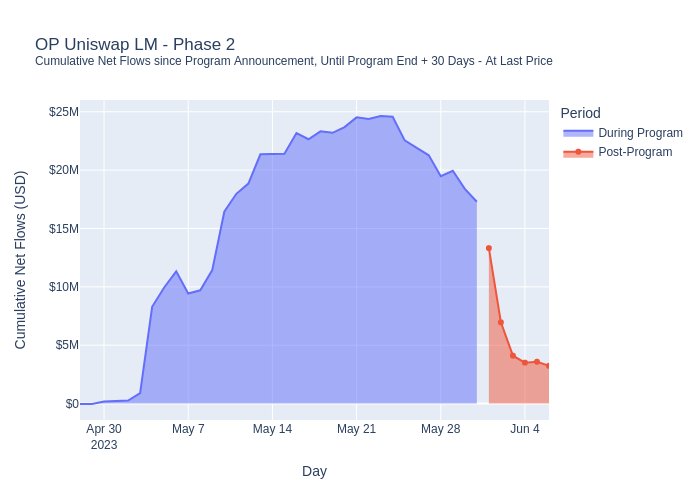 OP Uniswap LM - Phase 2
Cumulative Net Flows since Program Announcement, Until Program End + 30 Days - At Last Price
Period
During Program
Post-Program
Cumulative Net Flows (USD)
$25M
$20M
$15M
$10M
$5M
$0
Apr 30
2023
May 7
May 14
May 21
May 28
Jun 4
Day